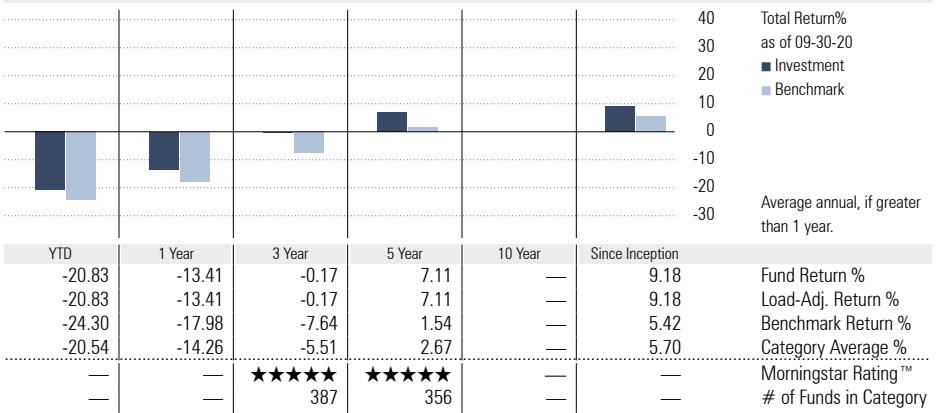 40
Total Return%
30
as of 09-30-20
■ Investment
20
■ Benchmark
10
0
-10
-20
Average annual, if greater
-30
than 1 year.
YTD 1 Year 3 Year 5 Year 10 Year Since Inception
-20.83 -13.41 -0.17 7.11 — 9.18 Fund Return %
-20.83 -13.41 -0.17 7.11 — 9.18 Load-Adj. Return %
-24.30 -17.98 -7.64 1.54 — 5.42 Benchmark Return %
-20.54 -14.26 -5.51 2.67 — 5.70 Category Average %
— — ★★★★★ ★★★★★ — — Morningstar Rating™
— — 387 356 — — # of Funds in Category